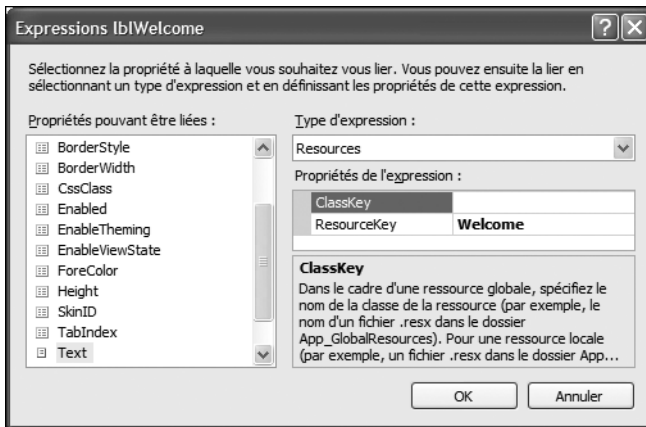 Expressions lblWelcome
Sélectionnez la propriété à laquelle vous souhaitez vous lier. Vous pouvez ensuite la lier en
sélectionnant un type d'expression et en définissant les propriétés de cette expression.
Propriétés pouvant être liées :
BorderStyle
BorderWidth
CssClass
Enabled
EnableTheming
EnableViewState
ForeColor
Height
SkinID
TabIndex
Text
Type d'expression :
Resources
Propriétés de l'expression :
ClassKey
ResourceKey Welcome
ClassKey
Dans le cadre d'une ressource globale, spécifiez le
nom de la classe de la ressource (par exemple, le
nom d'un fichier .resx dans le dossier
App_GlobalResources). Pour une ressource locale
(par exemple, un fichier .resx dans le dossier App...
OK Annuler